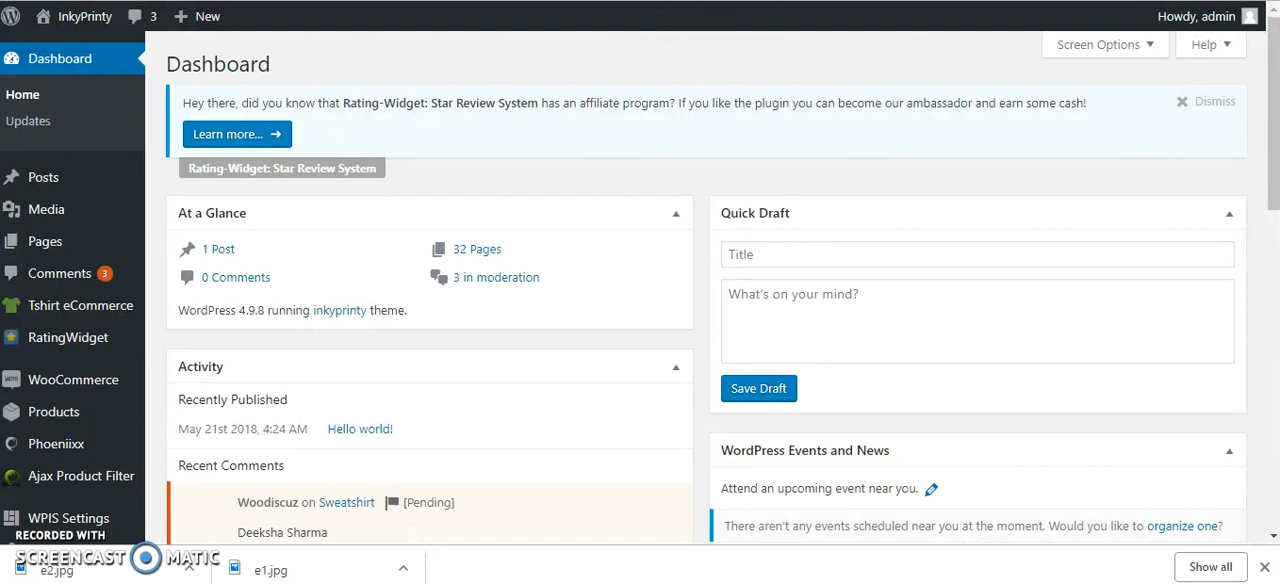 InkyPrinty 3 New Howdy, admin
Dashboard
Home
Updates
Posts
Media
Pages
Comments 3
Tshirt eCommerce
RatingWidget
WooCommerce
Products
Phoeniixx
Ajax Product Filter
WPIS Settings
Screen Options Help
Dashboard
Hey there, did you know that Rating-Widget: Star Review System has an affiliate program? If you like the plugin you can become our ambassador and earn some cash! Dismiss
Learn more... →
Rating-Widget: Star Review System
At a Glance
1 Post 32 Pages
0 Comments 3 in moderation
WordPress 4.9.8 running inkyprinty theme.
Activity
Recently Published
May 21st 2018, 4:24 AM Hello world!
Recent Comments
Woodiscuz on Sweatshirt [Pending]
Deeksha Sharma
Quick Draft
Title
What's on your mind?
Save Draft
WordPress Events and News
Attend an upcoming event near you.
There aren't any events scheduled near you at the moment. Would you like to organize one?
RECORDED WITH
SCREENCAST MATIC
e2.jpg e1.jpg Show all